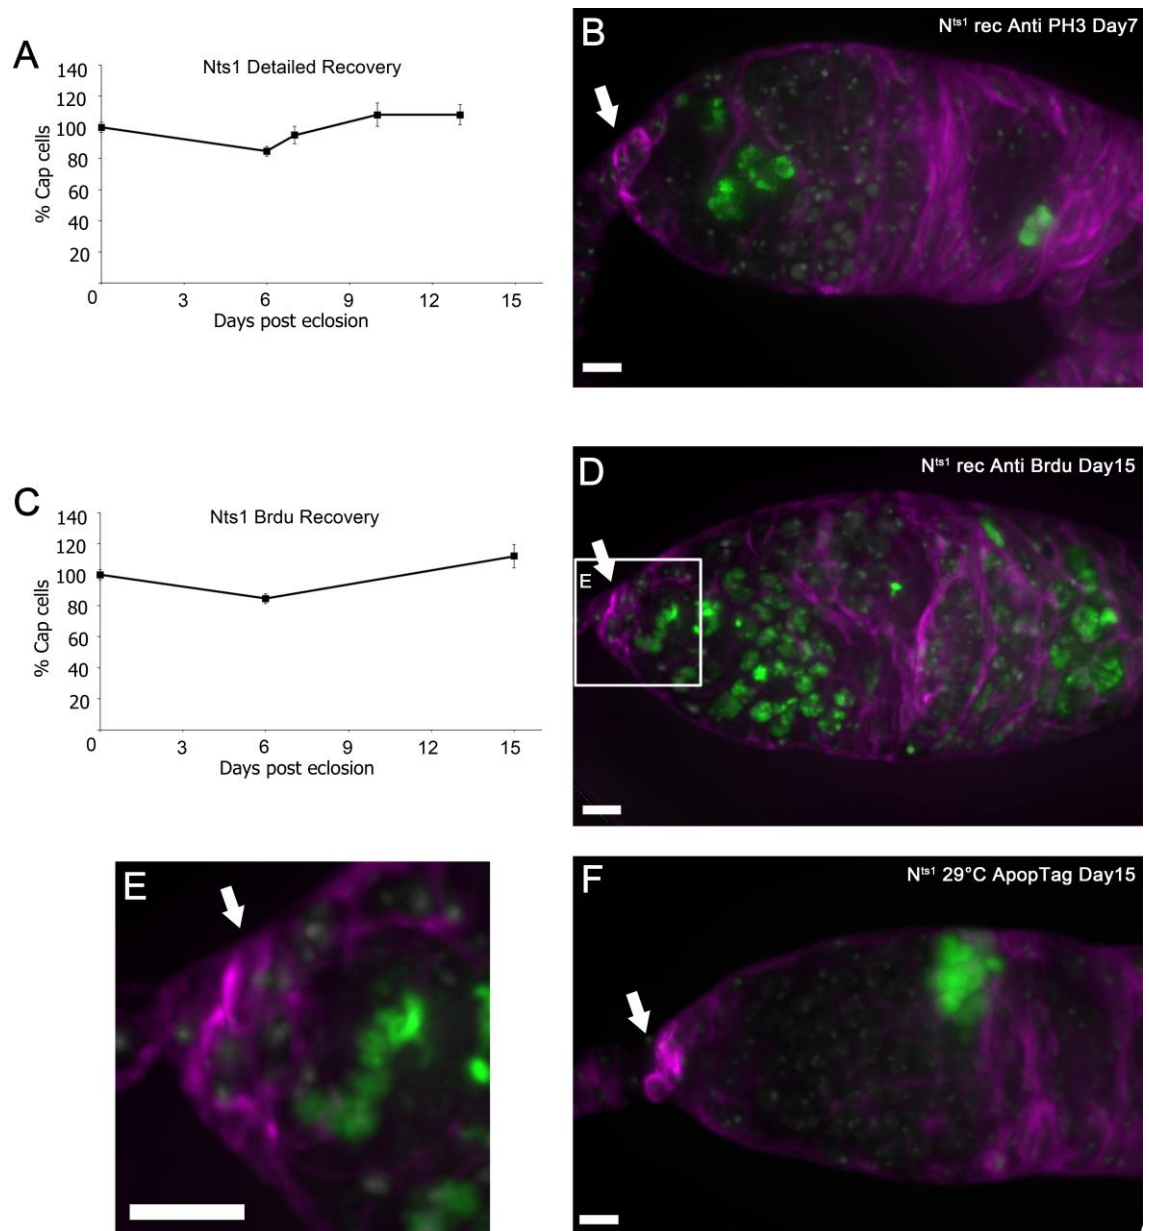 A
Nts1 Detailed Recovery
140
120
100
80
60
40
20
0
3
6
9
12
15
% Cap cells
Days post eclosion
B
Nts1 rec Anti PH3 Day7
C
Nts1 Brdu Recovery
140
120
100
80
60
40
20
0
3
6
9
12
15
% Cap cells
Days post eclosion
D
Nts1 rec Anti Brdu Day15
E
E
F
Nts1 29°C ApopTag Day15